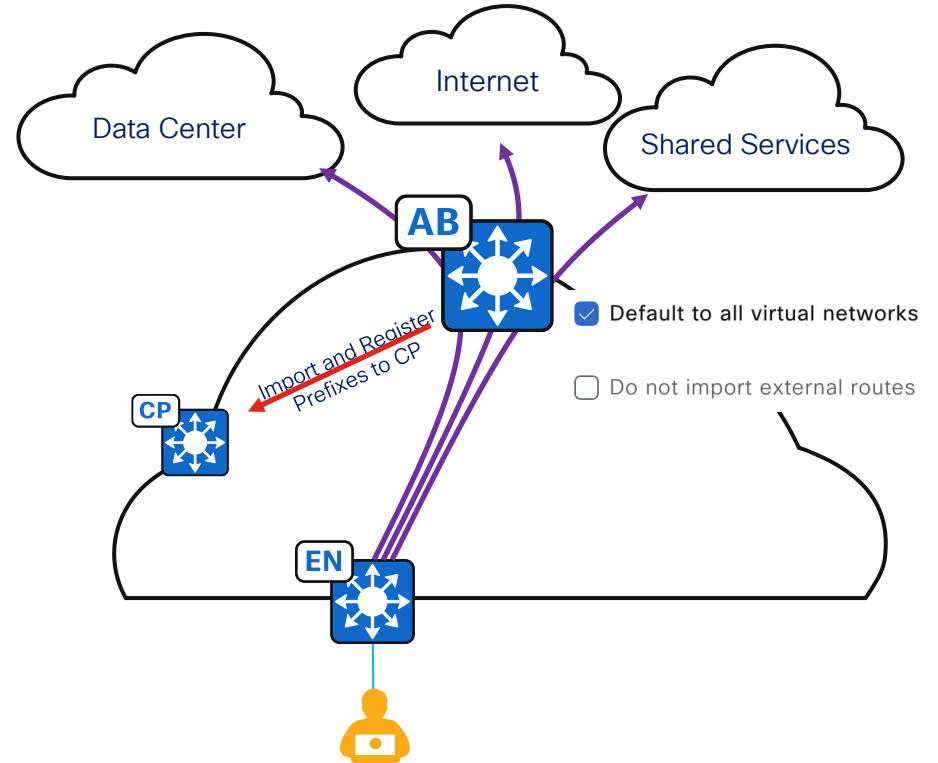 Internet
Data Center
Shared Services
AB
Default to all virtual networks
Import and Register
Prefixes to CP
Do not import external routes
CP
EN